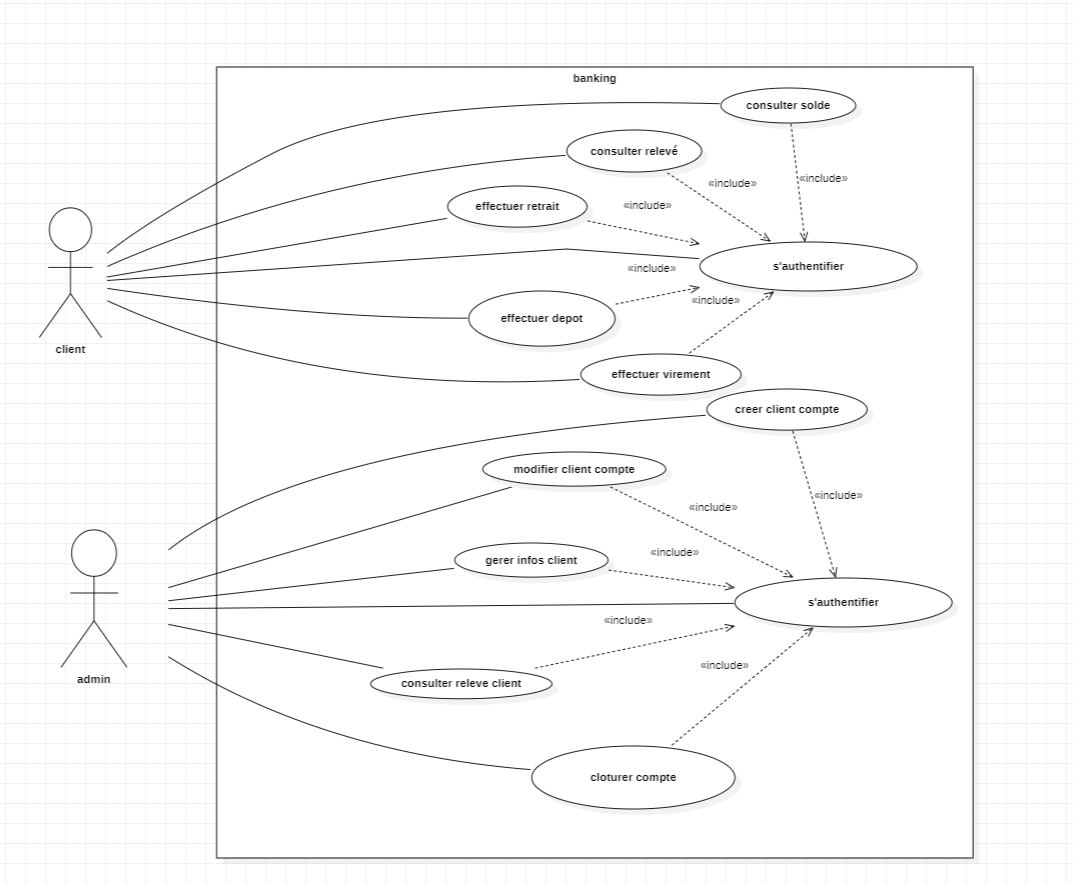 banking
consulter solde
consulter relevé
«include»
«include»
effectuer retrait
«include»
s'authentifier
«include»
«include»
effectuer depot
client
effectuer virement
creer client compte
modifier client compte
«include»
«include»
gerer infos client
«include»
s'authentifier
«include»
admin
consulter releve client
«include»
cloturer compte